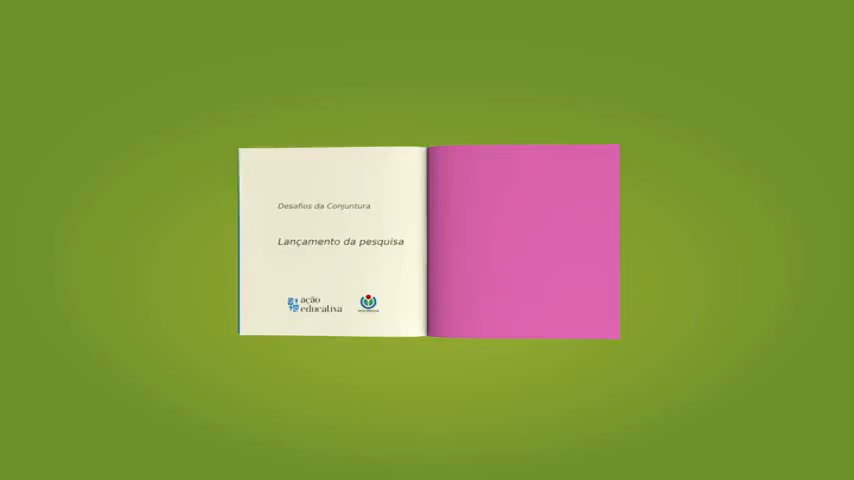 Desafios da Conjuntura
Lançamento da pesquisa
ação
educativa